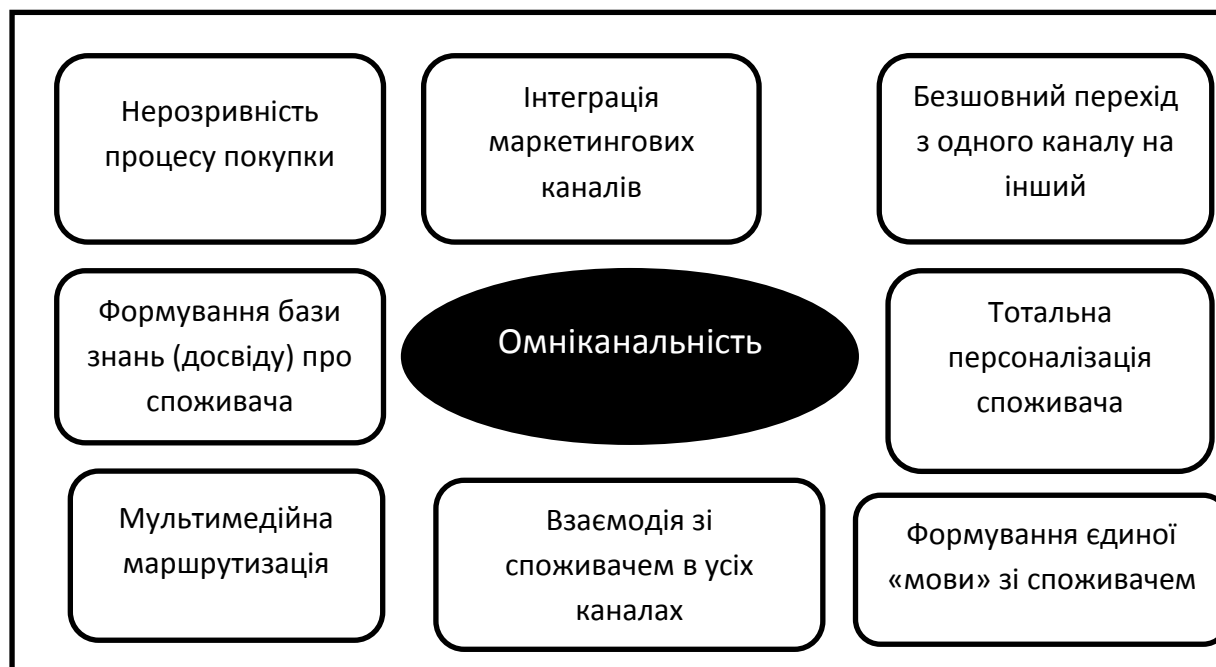 Нерозривність
процесу покупки
Інтеграція
маркетингових
каналів
Безшовний перехід
з одного каналу на
інший
Формування бази
знань (досвіду) про
споживача
Омніканальність
Тотальна
персоналізація
споживача
Мультимедійна
маршрутизація
Взаємодія зі
споживачем в усіх
каналах
Формування єдиної
«мови» зі споживачем